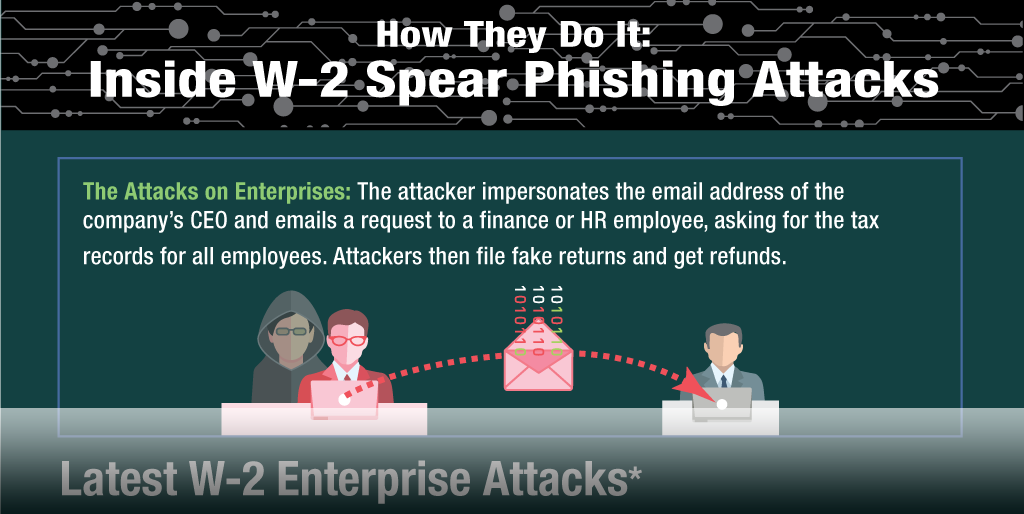 How They Do It:
Inside W-2 Spear Phishing Attacks
The Attacks on Enterprises: The attacker impersonates the email address of the
company’s CEO and emails a request to a finance or HR employee, asking for the tax
records for all employees. Attackers then file fake returns and get refunds.
Latest W-2 Enterprise Attacks*